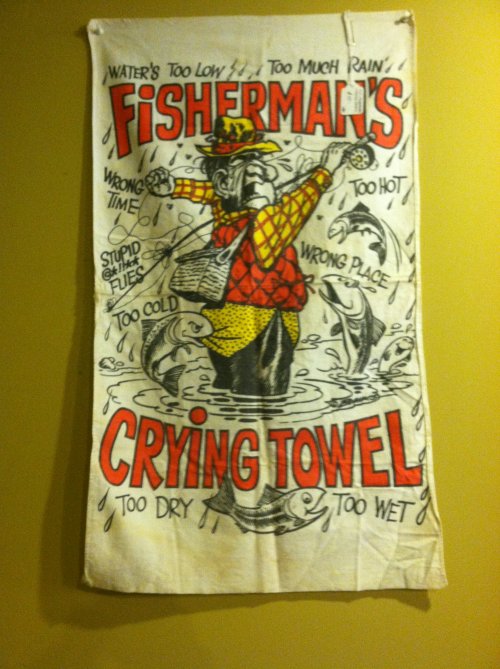 WATER'S TOO LOW
TOO MUCH RAIN
FISHERMAN'S
WRONG TIME
TOO HOT
STUPID
@*!?*
FLIES
WRONG PLACE
TOO COLD
CRYING TOWEL
TOO DRY
TOO WET